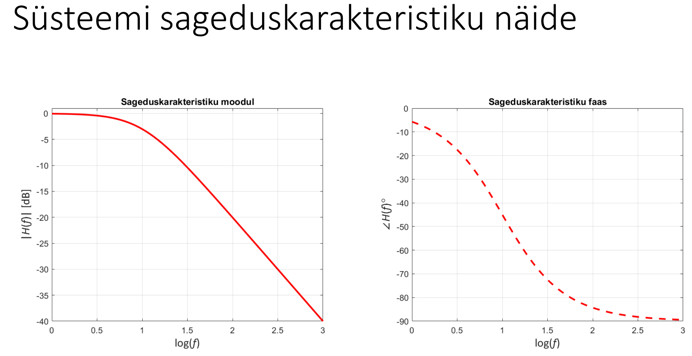 Süsteemi sageduskarakteristiku näide
Sageduskarakteristiku moodul
0
-5
-10
-15
-20
-25
-30
-35
-40
|H(f)| [dB]
0 0.5 1 1.5 2 2.5 3
log(f)
Sageduskarakteristiku faas
0
-10
-20
-30
-40
-50
-60
-70
-80
-90
∠H(f)°
0 0.5 1 1.5 2 2.5 3
log(f)